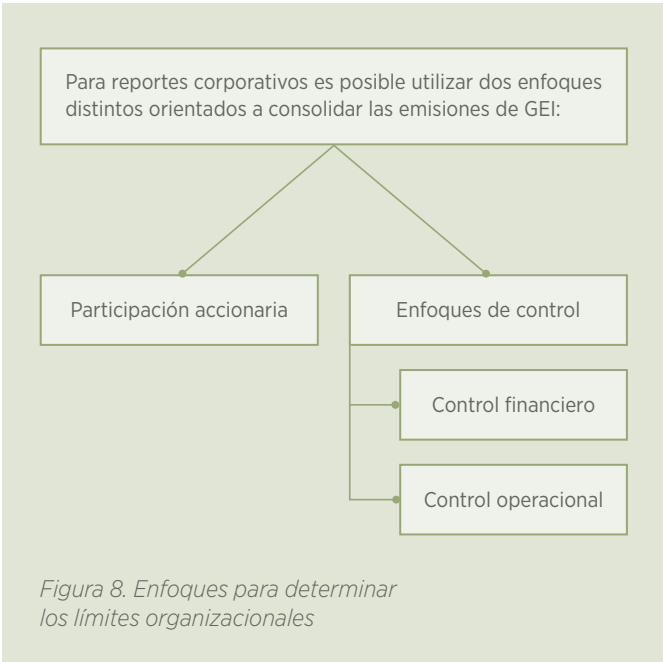 Para reportes corporativos es posible utilizar dos enfoques
distintos orientados a consolidar las emisiones de GEI:
Participación accionaria
Enfoques de control
Control financiero
Control operacional
Figura 8. Enfoques para determinar
los límites organizacionales